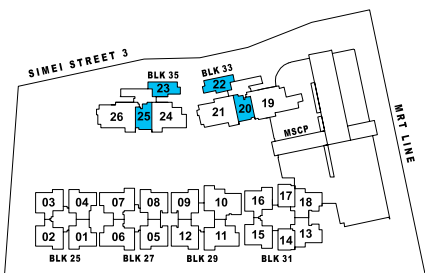 SIMEI STREET 3
BLK 35
BLK 33
23
22
26
25
24
21
20
19
MSCP
MRT LINE
03
04
07
08
09
10
16
17
18
02
01
06
05
12
11
15
14
13
BLK 25
BLK 27
BLK 29
BLK 31